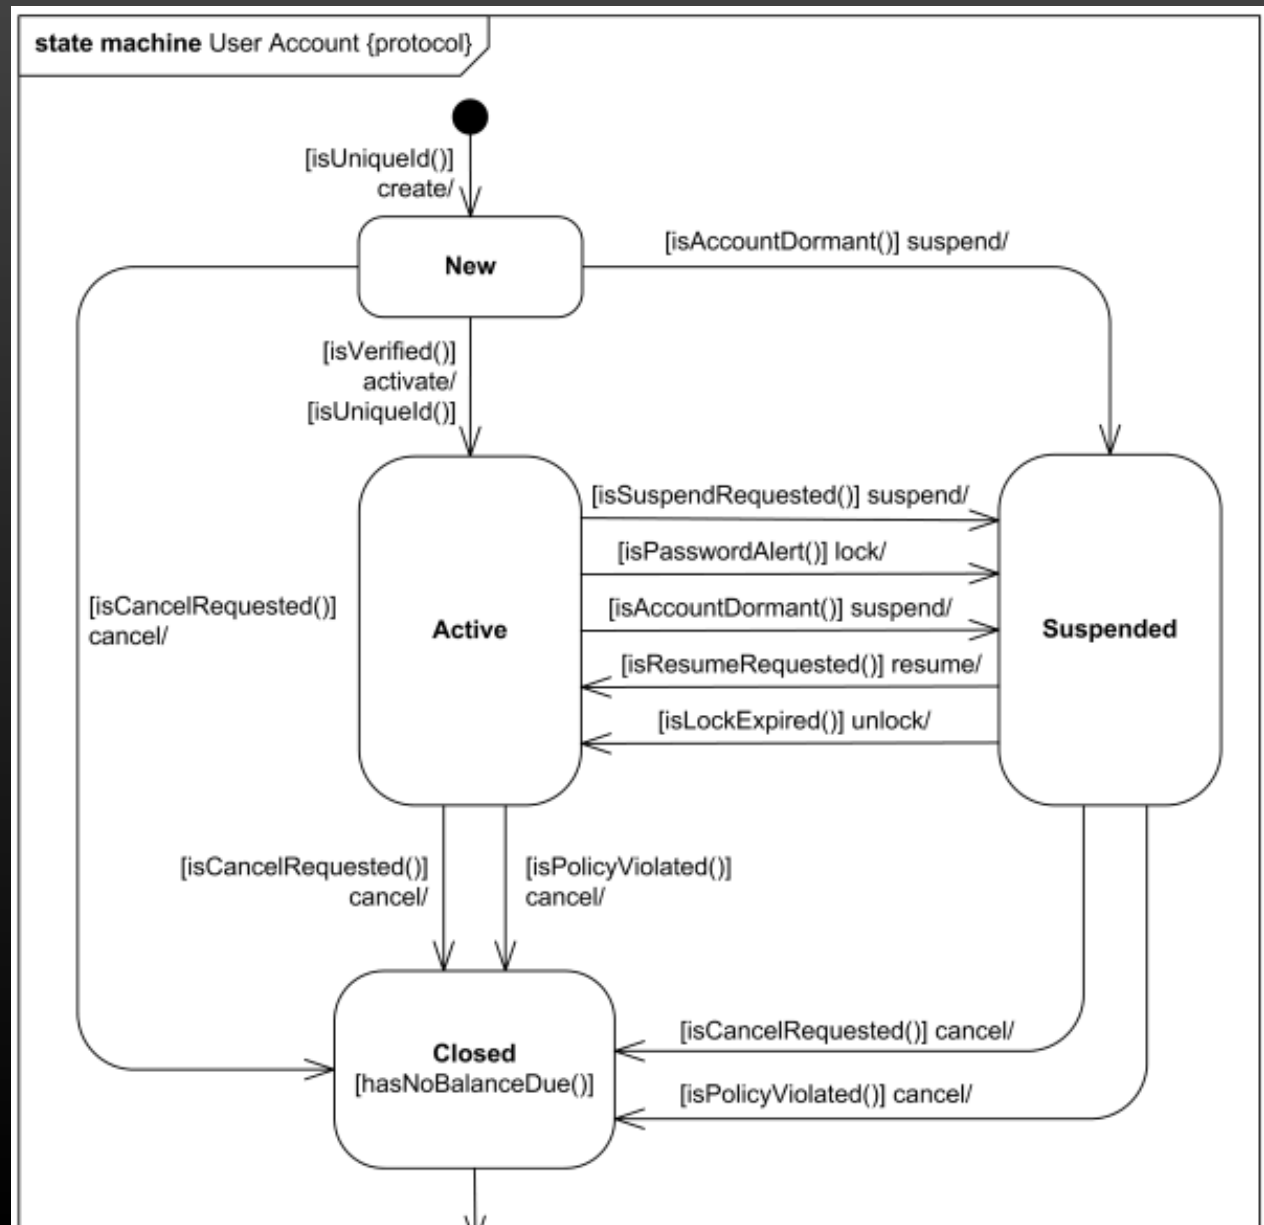 state machine User Account {protocol}
[isUniqueId()]
create/
New
[isAccountDormant()] suspend/
[isVerified()]
activate/
[isUniqueId()]
[isSuspendRequested()] suspend/
[isPasswordAlert()] lock/
[isCancelRequested()]
cancel/
[isAccountDormant()] suspend/
Active
Suspended
[isResumeRequested()] resume/
[isLockExpired()] unlock/
[isCancelRequested()]
cancel/
[isPolicyViolated()]
cancel/
Closed
[hasNoBalanceDue()]
[isCancelRequested()] cancel/
[isPolicyViolated()] cancel/